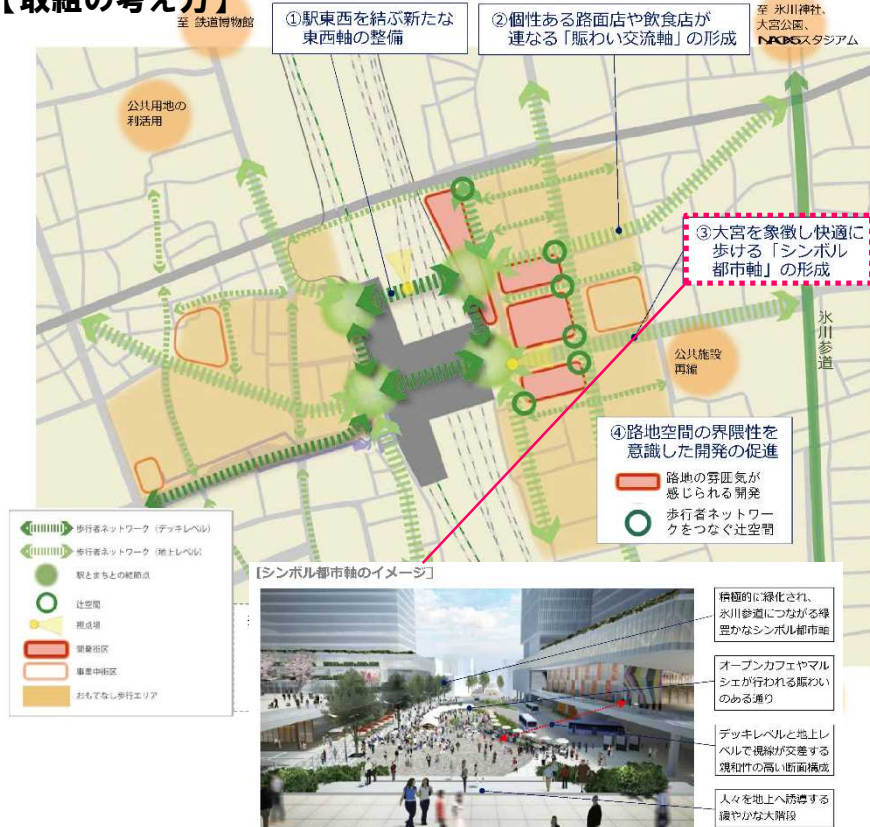 【取組の考え方】
至 鉄道博物館
①駅東西を結ぶ新たな
東西軸の整備
②個性ある路面店や飲食店が
連なる「賑わい交流軸」の形成
至 氷川神社、
大宮公園、
NACK5スタジアム
公共用地の
利活用
③大宮を象徴し快適に
歩ける「シンボル
都市軸」の形成
氷川参道
公共施設
再編
④路地空間の界隈性を
意識した開発の促進
路地の雰囲気が
感じられる開発
歩行者ネットワー
クをつなぐ辻空間
歩行者ネットワーク（デッキレベル）
歩行者ネットワーク（地上レベル）
駅とまちとの結節点
辻空間
視点場
開発街区
事業中街区
おもてなし歩行エリア
[シンボル都市軸のイメージ]
積極的に緑化され、
氷川参道につながる緑
豊かなシンボル都市軸
オープンカフェやマル
シェが行われる賑わい
のある通り
デッキレベルと地上レ
ベルで視線が交差する
親和性の高い断面構成
人々を地上へ誘導する
緩やかな大階段